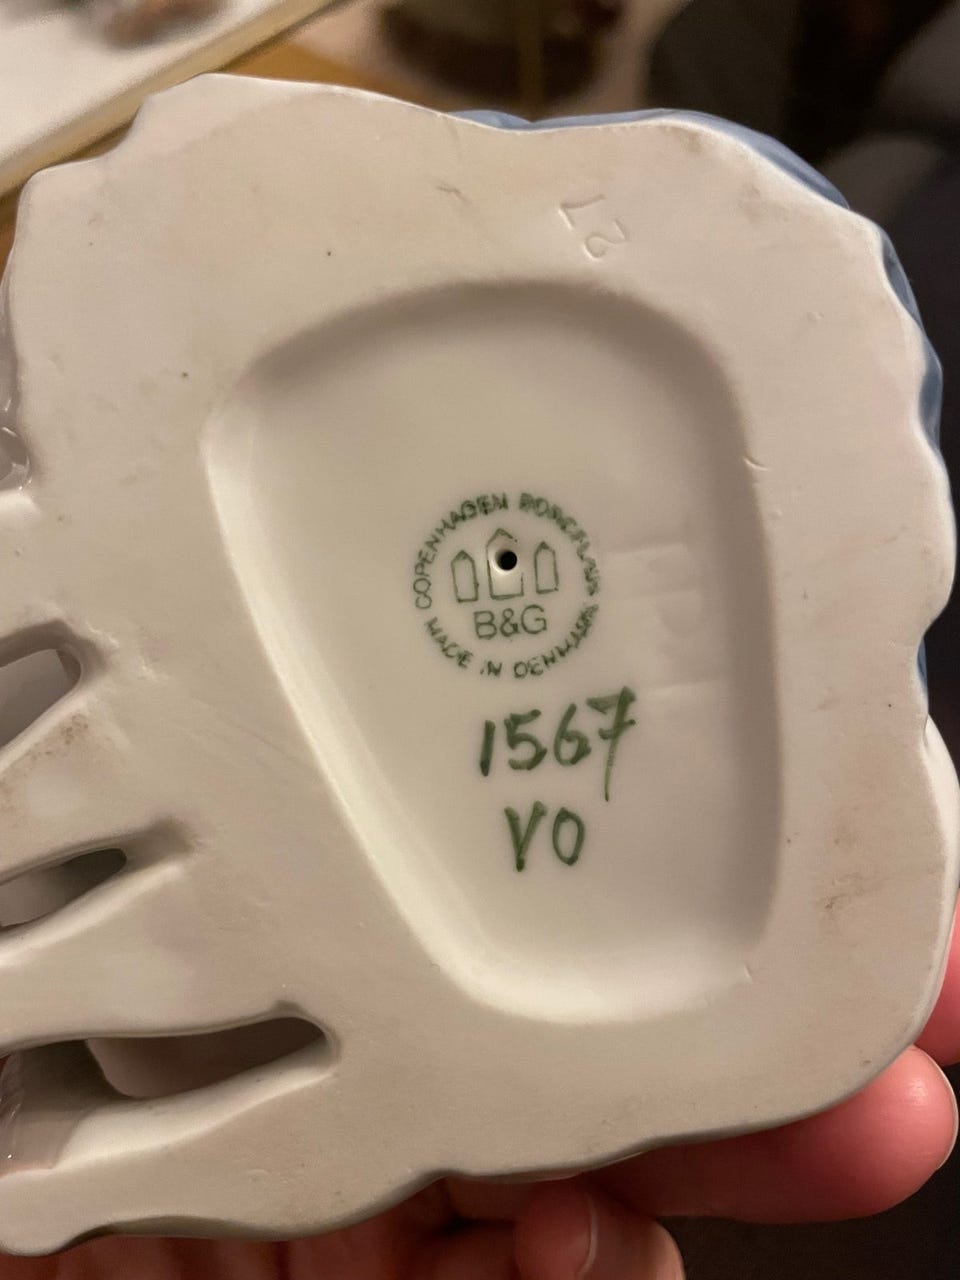 COPENHAGEN PORCELAIN
B&G
MADE IN DENMARK
1567
VO